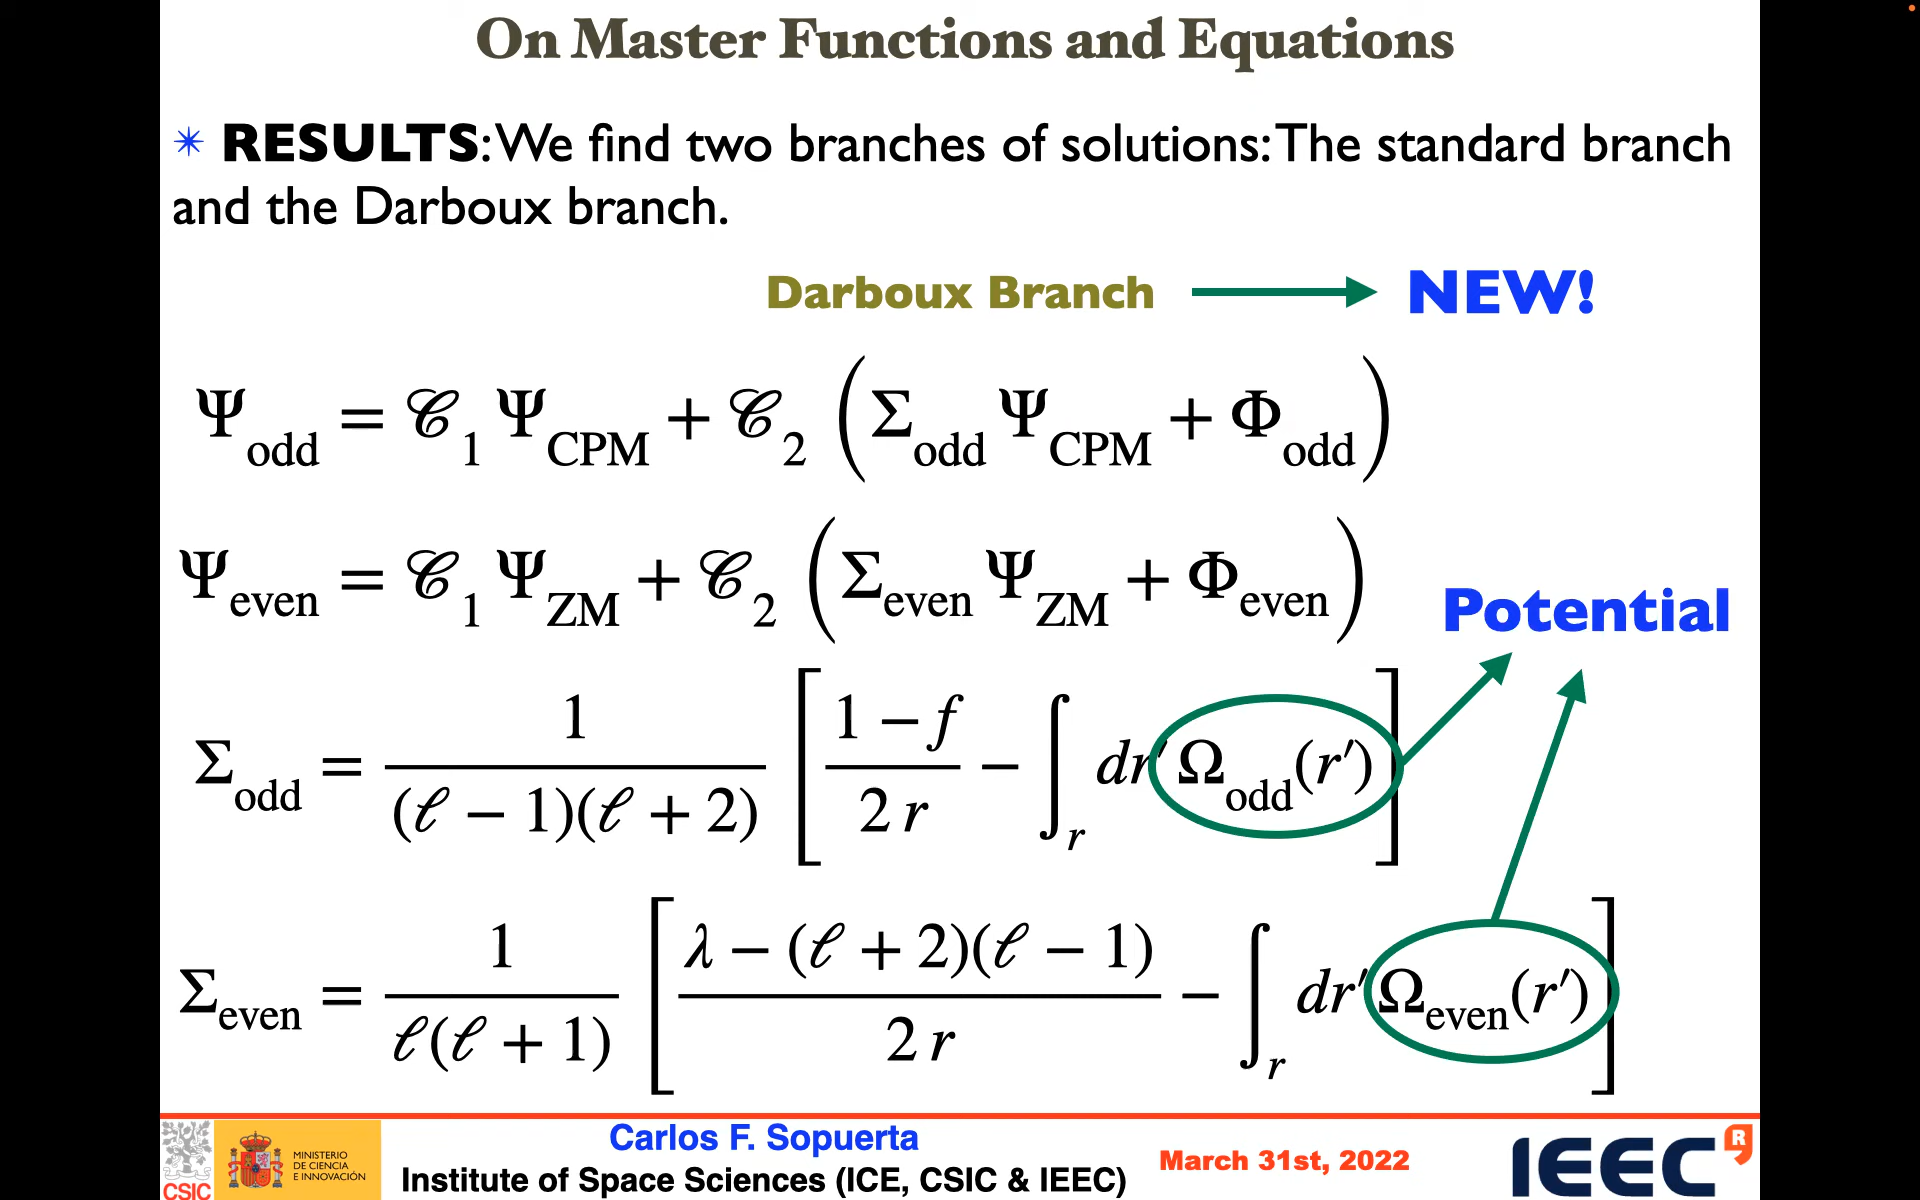 On Master Functions and Equations
✴ RESULTS: We find two branches of solutions: The standard branch
and the Darboux branch.
Darboux Branch → NEW!
Ψ_odd = 𝒞_1 Ψ_CPM + 𝒞_2 ( Σ_odd Ψ_CPM + Φ_odd )
Ψ_even = 𝒞_1 Ψ_ZM + 𝒞_2 ( Σ_even Ψ_ZM + Φ_even )
Potential
Σ_odd = 1 / ((ℓ − 1)(ℓ + 2)) [ (1 − f) / (2 r) − ∫_r dr′ Ω_odd(r′) ]
Σ_even = 1 / (ℓ(ℓ + 1)) [ (λ − (ℓ + 2)(ℓ − 1)) / (2 r) − ∫_r dr′ Ω_even(r′) ]
CSIC
MINISTERIO
DE CIENCIA
E INNOVACIÓN
Carlos F. Sopuerta
Institute of Space Sciences (ICE, CSIC & IEEC)
March 31st, 2022
IEEC R